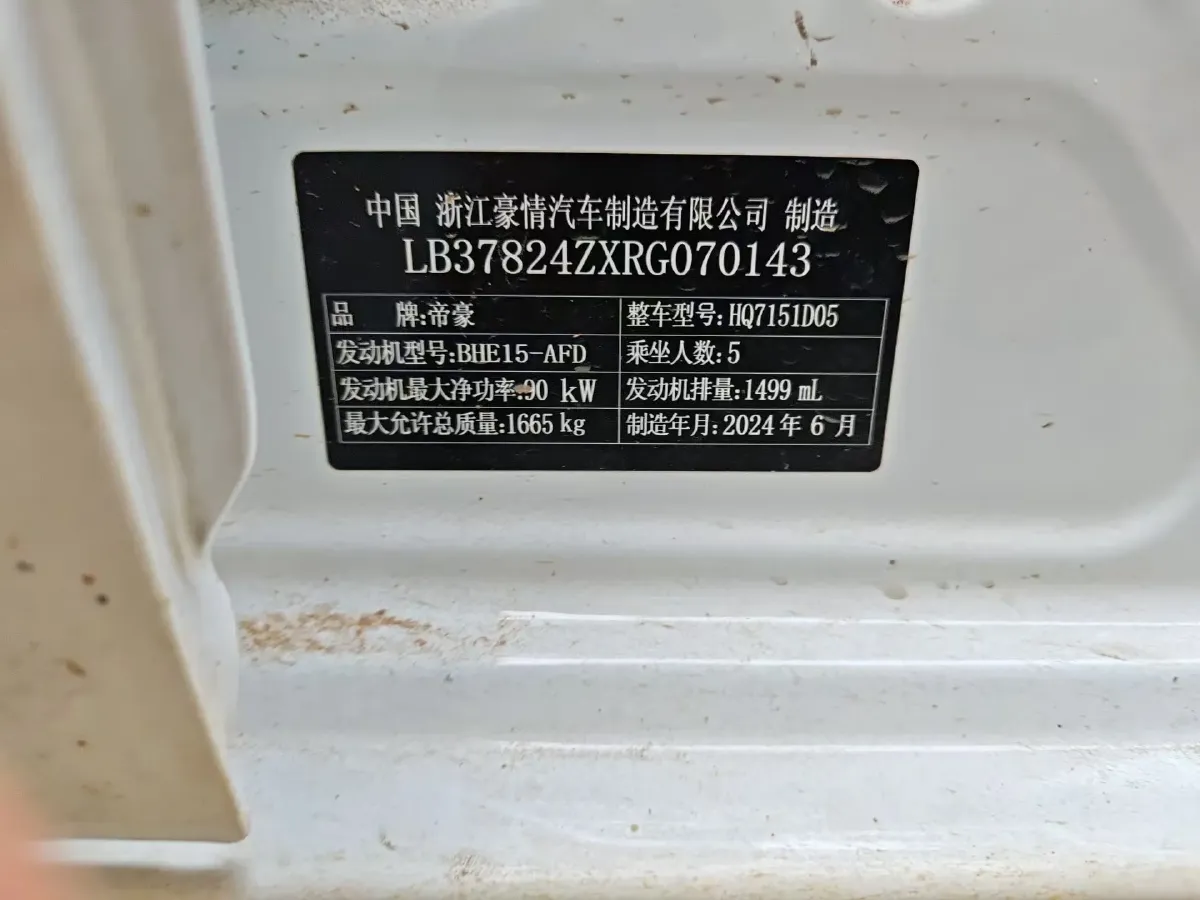 中国 浙江豪情汽车制造有限公司 制造
LB37824ZXRG070143
品 牌:帝豪 整车型号:HQ7151D05
发动机型号:BHE15-AFD 乘坐人数:5
发动机最大净功率:90 kW 发动机排量:1499 mL
最大允许总质量:1665 kg 制造年月:2024 年 6 月